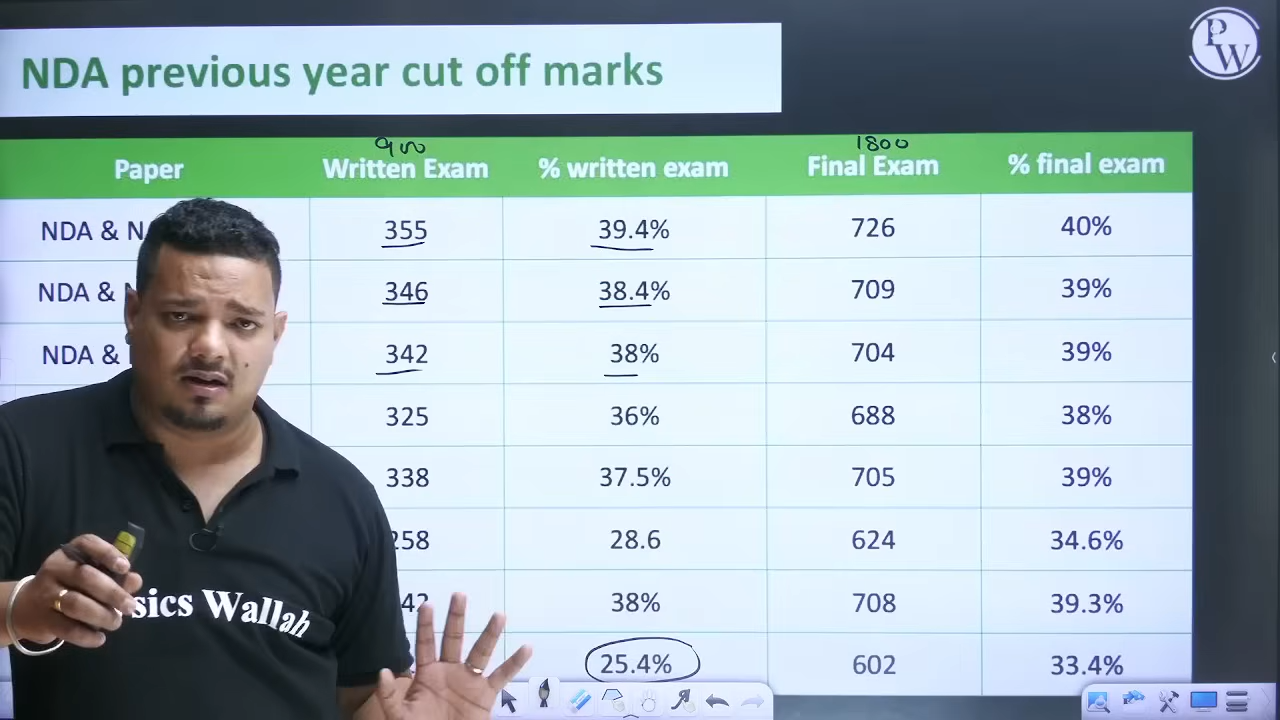 NDA previous year cut off marks
PW
900 1800
Paper Written Exam % written exam Final Exam % final exam
NDA & 355 39.4% 726 40%
NDA & 346 38.4% 709 39%
NDA & 342 38% 704 39%
325 36% 688 38%
338 37.5% 705 39%
258 28.6 624 34.6%
42 38% 708 39.3%
25.4% 602 33.4%
sics Wallah